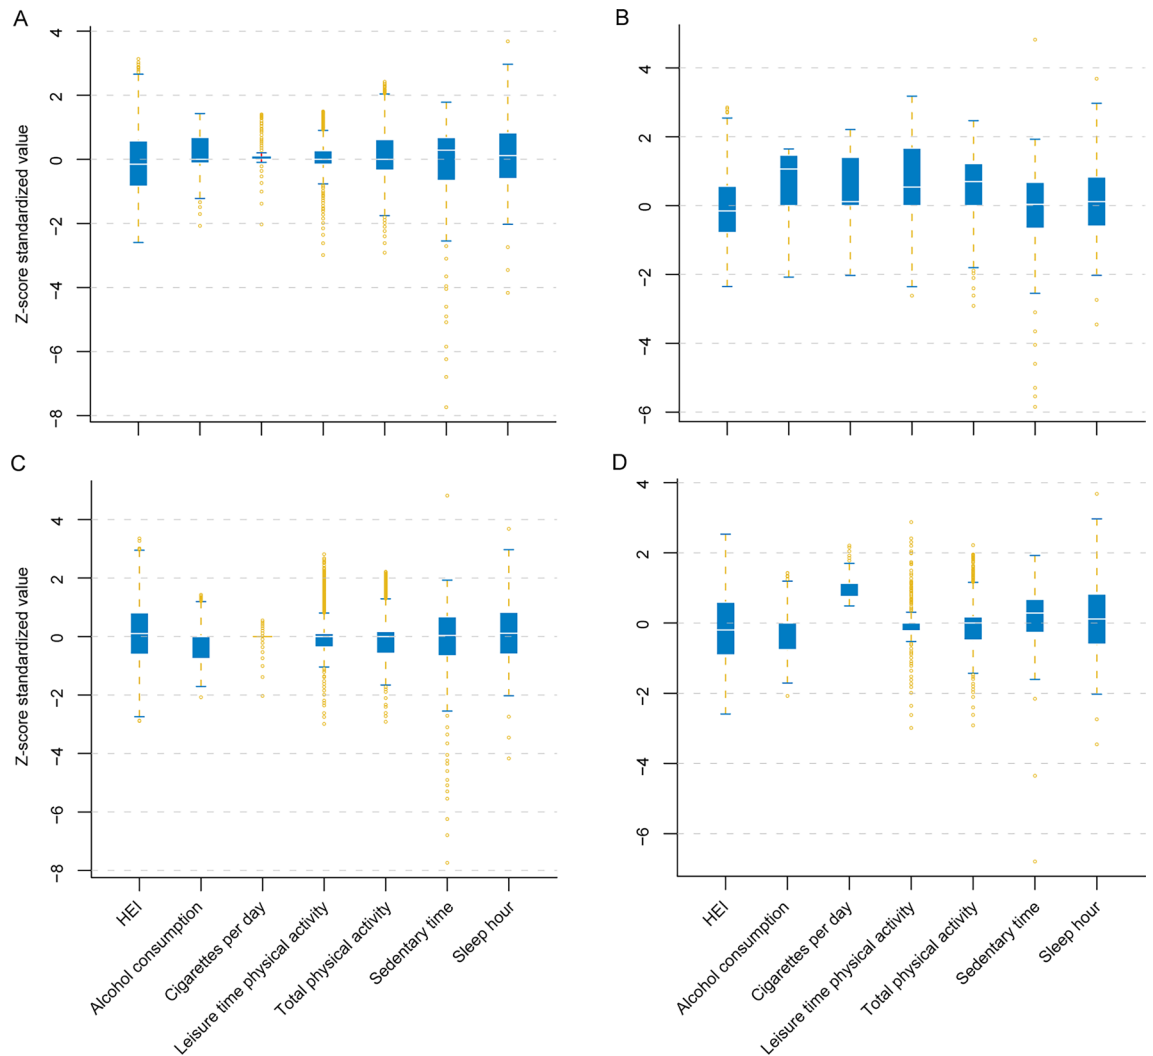 A
B
Z-score standardized value
4
2
0
−2
−4
−6
−8
4
2
0
−2
−4
−6
C
D
Z-score standardized value
4
2
0
−2
−4
−6
−8
4
2
0
−2
−4
−6
HEI
Alcohol consumption
Cigarettes per day
Leisure time physical activity
Total physical activity
Sedentary time
Sleep hour
HEI
Alcohol consumption
Cigarettes per day
Leisure time physical activity
Total physical activity
Sedentary time
Sleep hour